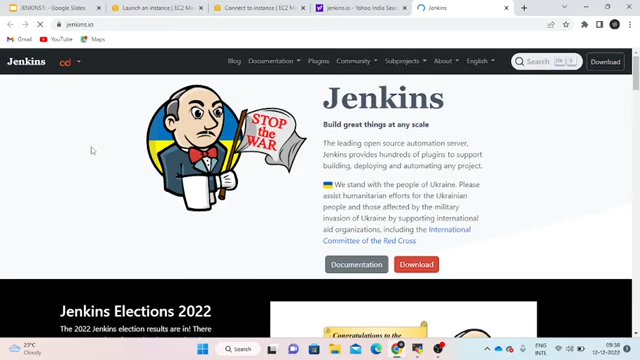 JENKINS1: - Google Slides
Launch an instance | EC2 M
Connect to instance | EC2 M
jenkins.io - Yahoo India Sea
Jenkins
jenkins.io
Gmail
YouTube
Maps
Jenkins
cd
Blog
Documentation
Plugins
Community
Subprojects
About
English
Search
Download
STOP
the
WAR
Jenkins
Build great things at any scale
The leading open source automation server,
Jenkins provides hundreds of plugins to support
building, deploying and automating any project.
We stand with the people of Ukraine. Please
assist humanitarian efforts for the Ukrainian
people and those affected by the military
invasion of Ukraine by supporting international
aid organizations, including the International
Committee of the Red Cross
Documentation
Download
Jenkins Elections 2022
The 2022 Jenkins election results are in! There
Congratulations to the
23°C
Cloudy
Search
ENG
IN
09:38
12-12-2022